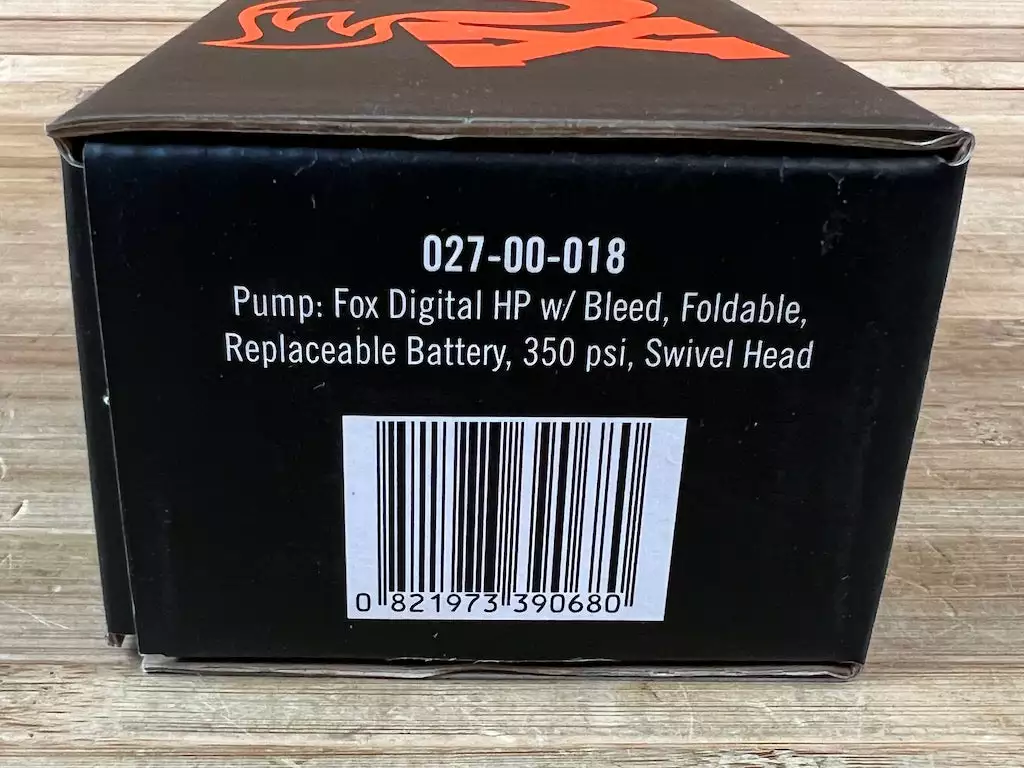 027-00-018
Pump: Fox Digital HP w/ Bleed, Foldable,
Replaceable Battery, 350 psi, Swivel Head
0 821973 390680